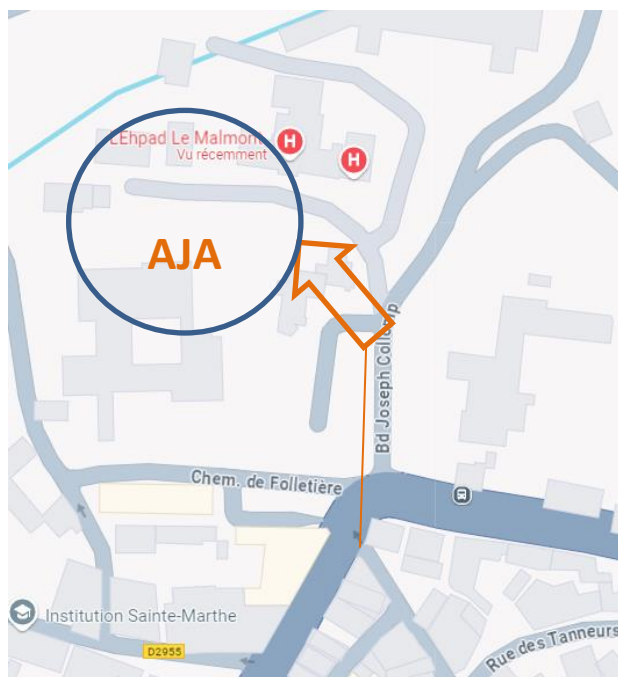 L'Ehpad Le Malmont
Vu récemment
H
H
AJA
Bd Joseph Collomp
Chem. de Folletière
Institution Sainte-Marthe
D2955
Rue des Tanneurs